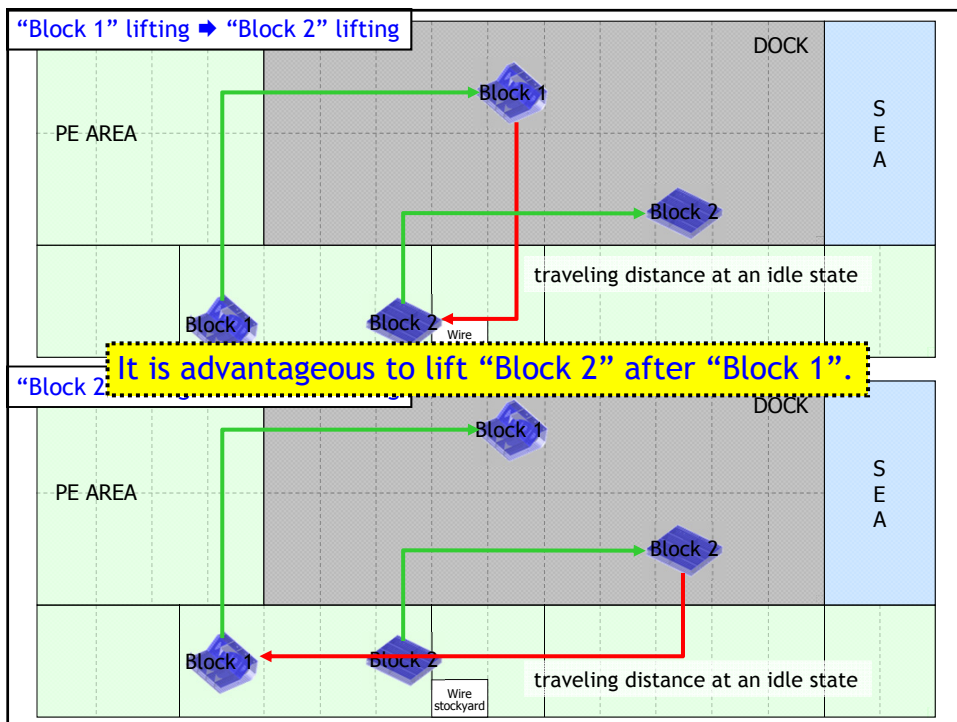 “Block 1” lifting ➡ “Block 2” lifting
DOCK
Block 1
PE AREA
S
E
A
Block 2
traveling distance at an idle state
Block 1
Block 2
Wire
It is advantageous to lift “Block 2” after “Block 1”.
“Block 2
DOCK
Block 1
PE AREA
S
E
A
Block 2
Block 1
Block 2
traveling distance at an idle state
Wire
stockyard